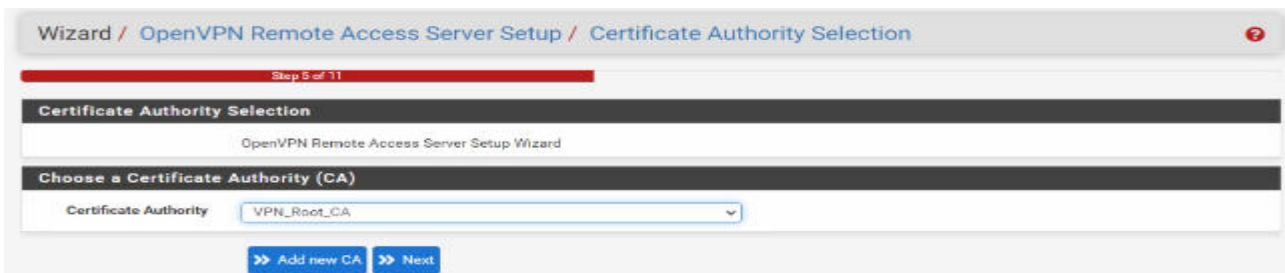 Wizard / OpenVPN Remote Access Server Setup / Certificate Authority Selection
Step 5 of 11
Certificate Authority Selection
OpenVPN Remote Access Server Setup Wizard
Choose a Certificate Authority (CA)
Certificate Authority VPN_Root_CA
>> Add new CA >> Next